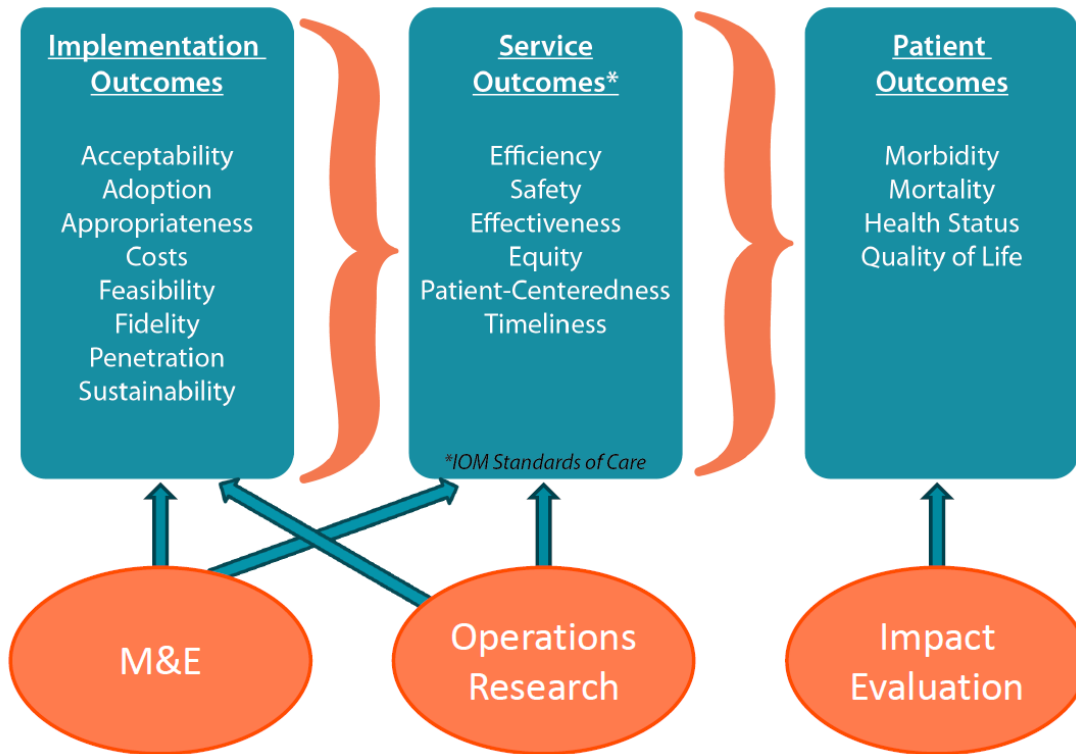 Implementation
Outcomes
Acceptability
Adoption
Appropriateness
Costs
Feasibility
Fidelity
Penetration
Sustainability
Service
Outcomes*
Efficiency
Safety
Effectiveness
Equity
Patient-Centeredness
Timeliness
*IOM Standards of Care
Patient
Outcomes
Morbidity
Mortality
Health Status
Quality of Life
M&E
Operations
Research
Impact
Evaluation